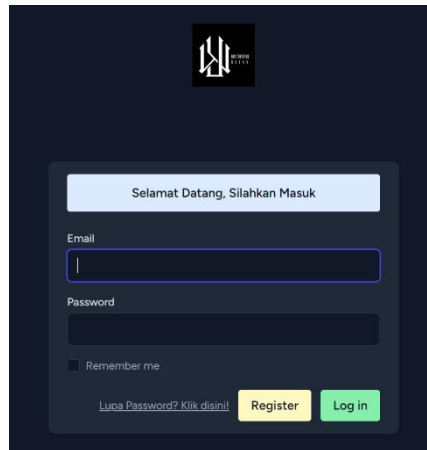 Selamat Datang, Silahkan Masuk
Email
Password
Remember me
Lupa Password? Klik disini! Register Log in